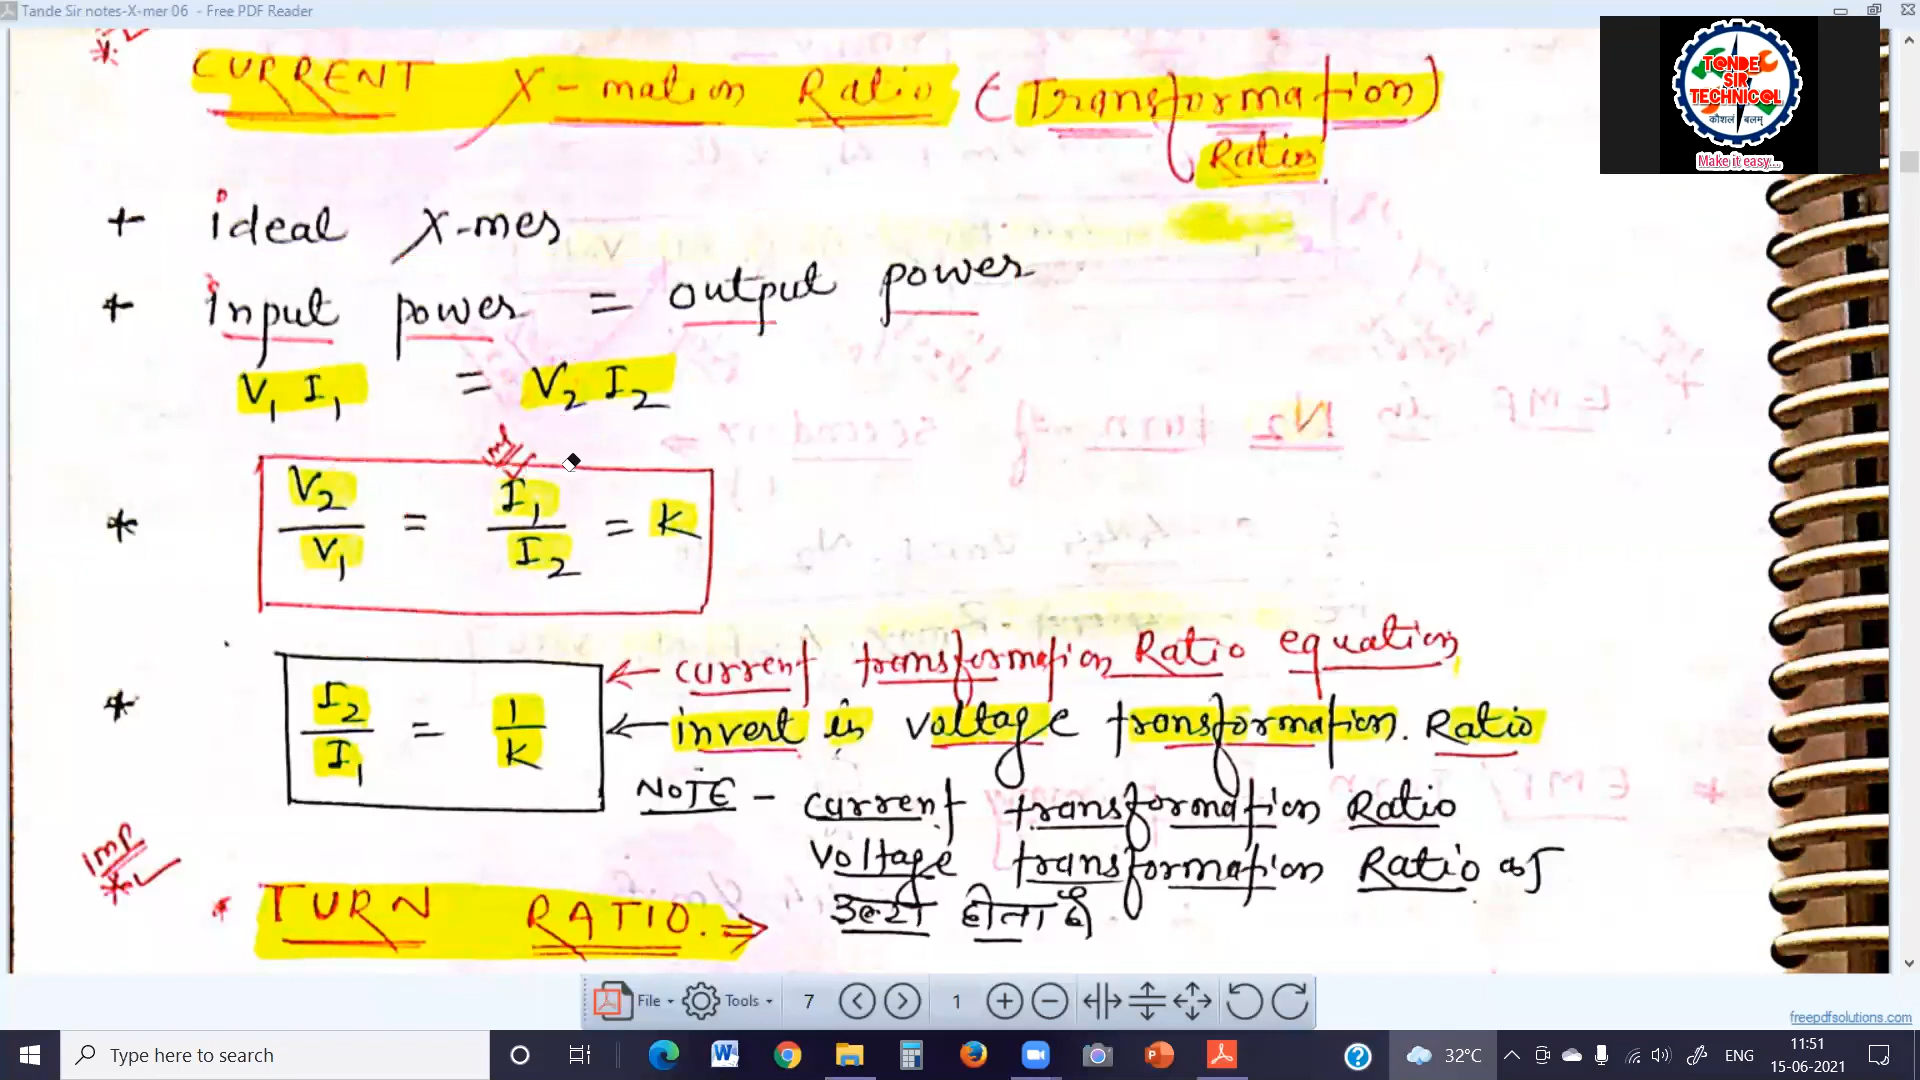 Tande Sir notes-X-mer 06 - Free PDF Reader
TANDE
SIR
TECHNICAL
कौशलं बलम्
Make it easy...
CURRENT X-mation Ratio (Transformation)
Ratio
+ ideal X-mer
+ input power = output power
V₁ I₁ = V₂ I₂
* V₂/V₁ = I₁/I₂ = K
* I₂/I₁ = 1/K
← current transformation Ratio equation
← invert is voltage transformation. Ratio
NOTE - current transformation Ratio
voltage transformation Ratio का
उल्टा होता है
Imp
* TURN RATIO. ⇒
File Tools 7 1
freepdfsolutions.com
Type here to search
32°C ENG 11:51
15-06-2021